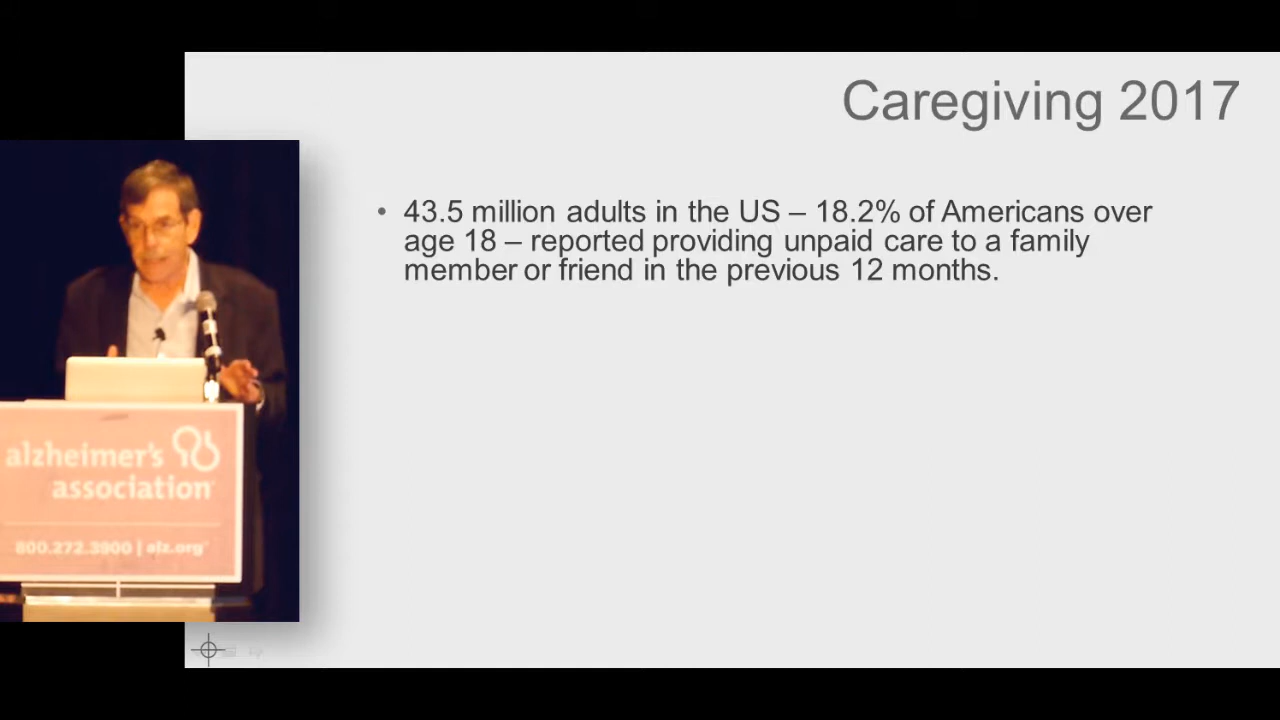 Caregiving 2017
• 43.5 million adults in the US – 18.2% of Americans over
age 18 – reported providing unpaid care to a family
member or friend in the previous 12 months.
alzheimer's
association
800.272.3900 | alz.org